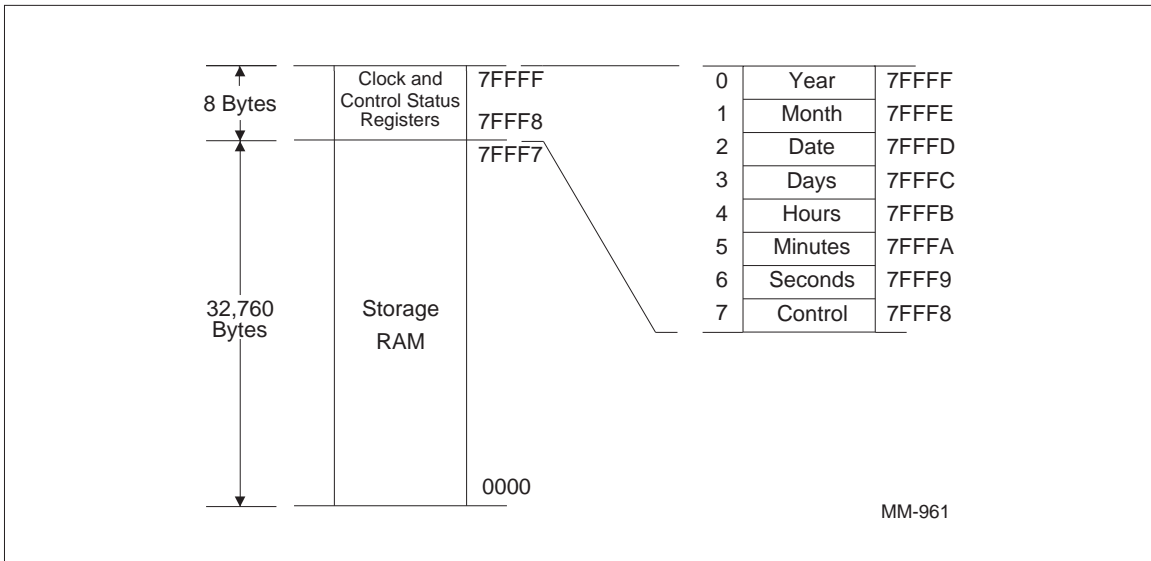 8 Bytes
32,760
Bytes
Clock and
Control Status
Registers
7FFFF
7FFF8
7FFF7
Storage
RAM
0000
0 Year 7FFFF
1 Month 7FFFE
2 Date 7FFFD
3 Days 7FFFC
4 Hours 7FFFB
5 Minutes 7FFFA
6 Seconds 7FFF9
7 Control 7FFF8
MM-961